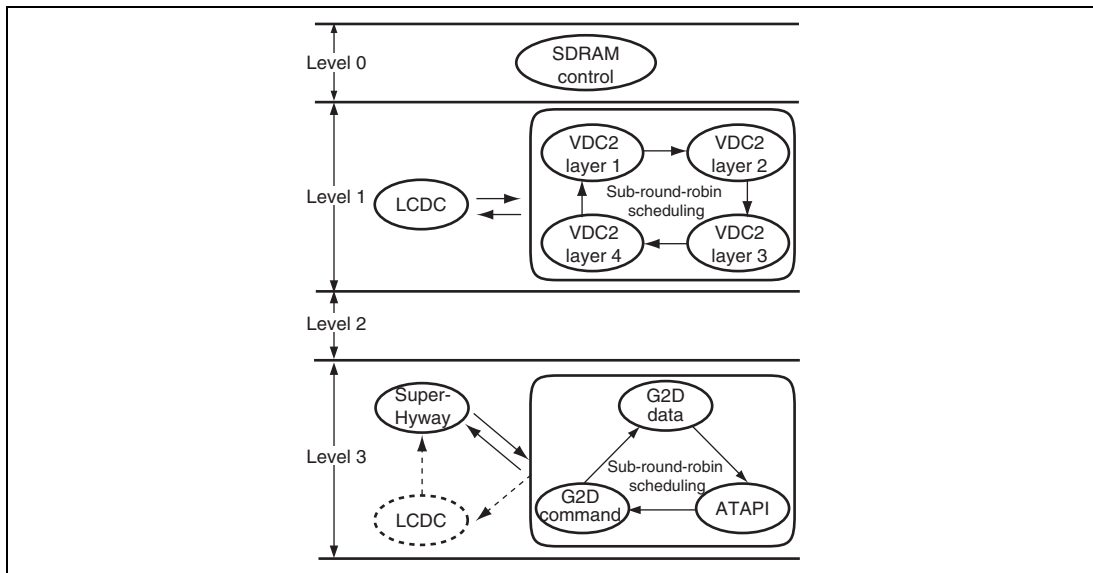 Level 0
SDRAM
control
Level 1
LCDC
VDC2
layer 1
VDC2
layer 2
Sub-round-robin
scheduling
VDC2
layer 4
VDC2
layer 3
Level 2
Level 3
Super-
Hyway
LCDC
G2D
data
Sub-round-robin
scheduling
G2D
command
ATAPI